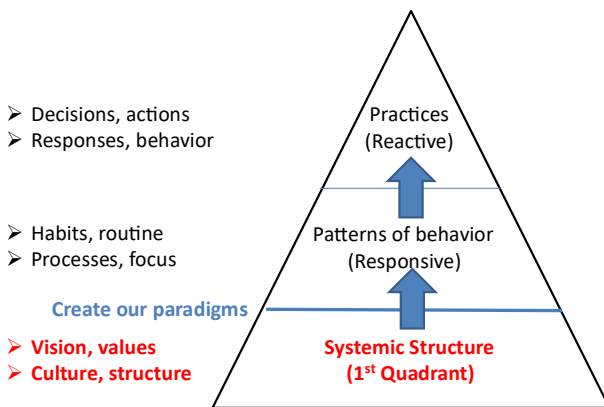 ➢ Decisions, actions
➢ Responses, behavior
Practices
(Reactive)
➢ Habits, routine
➢ Processes, focus
Patterns of behavior
(Responsive)
Create our paradigms
➢ Vision, values
➢ Culture, structure
Systemic Structure
(1st Quadrant)